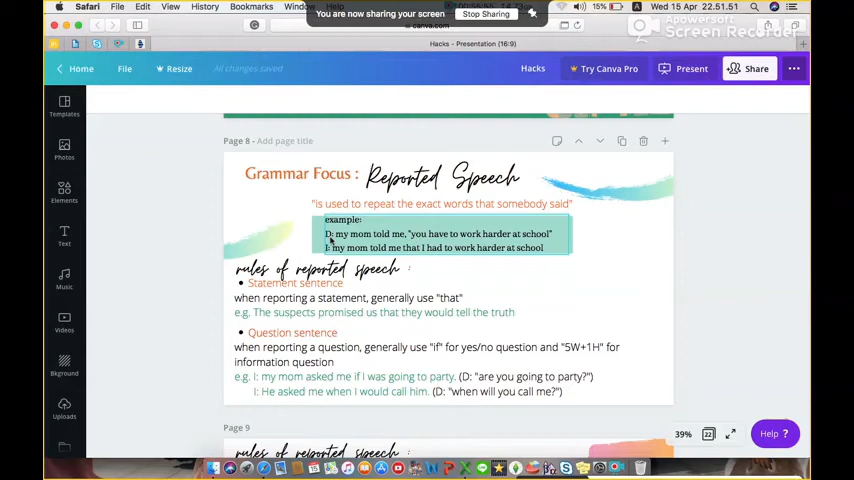 Safari File Edit View History Bookmarks Window
You are now sharing your screen Stop Sharing
15% Wed 15 Apr 22.51.51
canva.com
Apowersoft
Screen Recorder
Hacks - Presentation (16:9)
Home File Resize All changes saved Hacks Try Canva Pro Present Share
Templates
Photos
Elements
Text
Music
Videos
Bkground
Uploads
Page 8 - Add page title
Grammar Focus : Reported Speech
"is used to repeat the exact words that somebody said"
example:
D: my mom told me, "you have to work harder at school"
I: my mom told me that I had to work harder at school
rules of reported speech :
• Statement sentence
when reporting a statement, generally use "that"
e.g. The suspects promised us that they would tell the truth
• Question sentence
when reporting a question, generally use "if" for yes/no question and "5W+1H" for
information question
e.g. I: my mom asked me if I was going to party. (D: "are you going to party?")
I: He asked me when I would call him. (D: "when will you call me?")
Page 9
rules of reported speech :
39% 22 Help ?